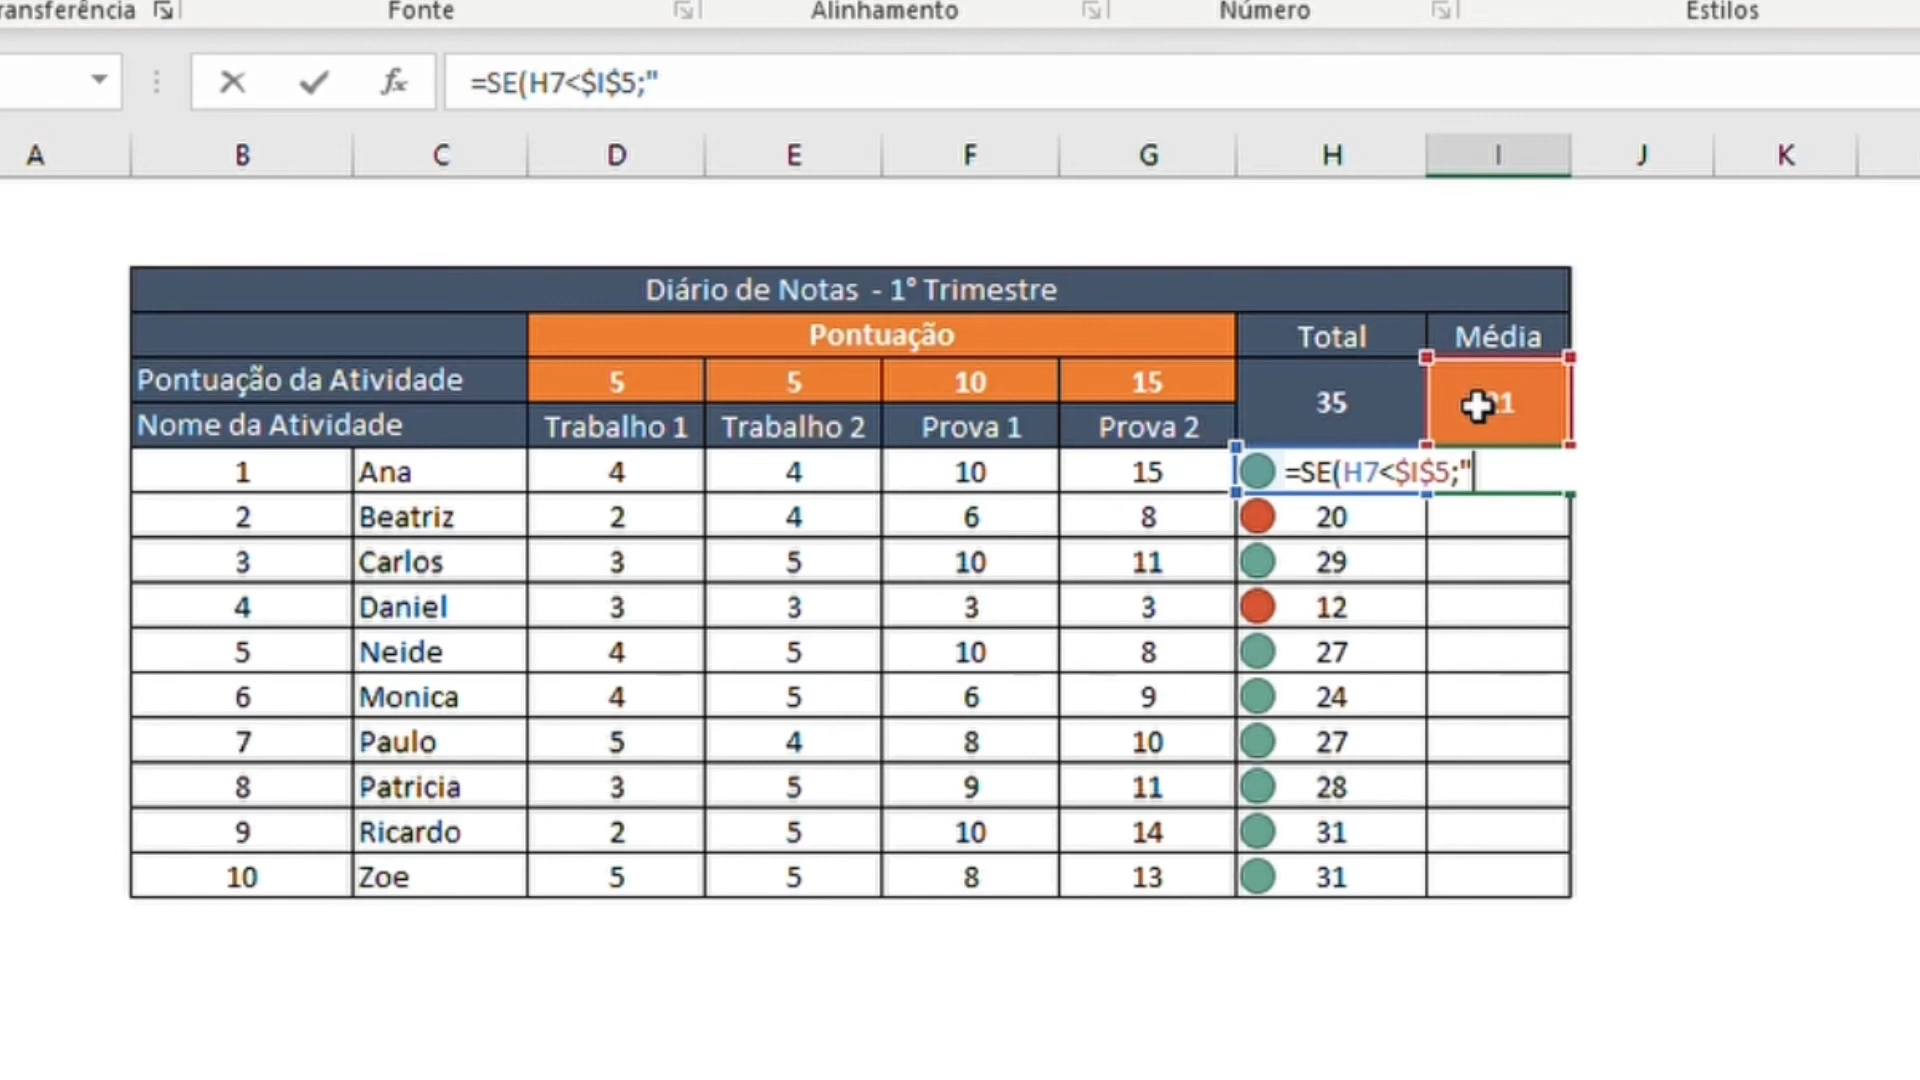 ransferência Fonte Alinhamento Número Estilos
fx =SE(H7<$I$5;"
A B C D E F G H I J K
Diário de Notas - 1° Trimestre
Pontuação Total Média
Pontuação da Atividade 5 5 10 15 35
Nome da Atividade Trabalho 1 Trabalho 2 Prova 1 Prova 2
1 Ana 4 4 10 15 =SE(H7<$I$5;"
2 Beatriz 2 4 6 8 20
3 Carlos 3 5 10 11 29
4 Daniel 3 3 3 3 12
5 Neide 4 5 10 8 27
6 Monica 4 5 6 9 24
7 Paulo 5 4 8 10 27
8 Patricia 3 5 9 11 28
9 Ricardo 2 5 10 14 31
10 Zoe 5 5 8 13 31